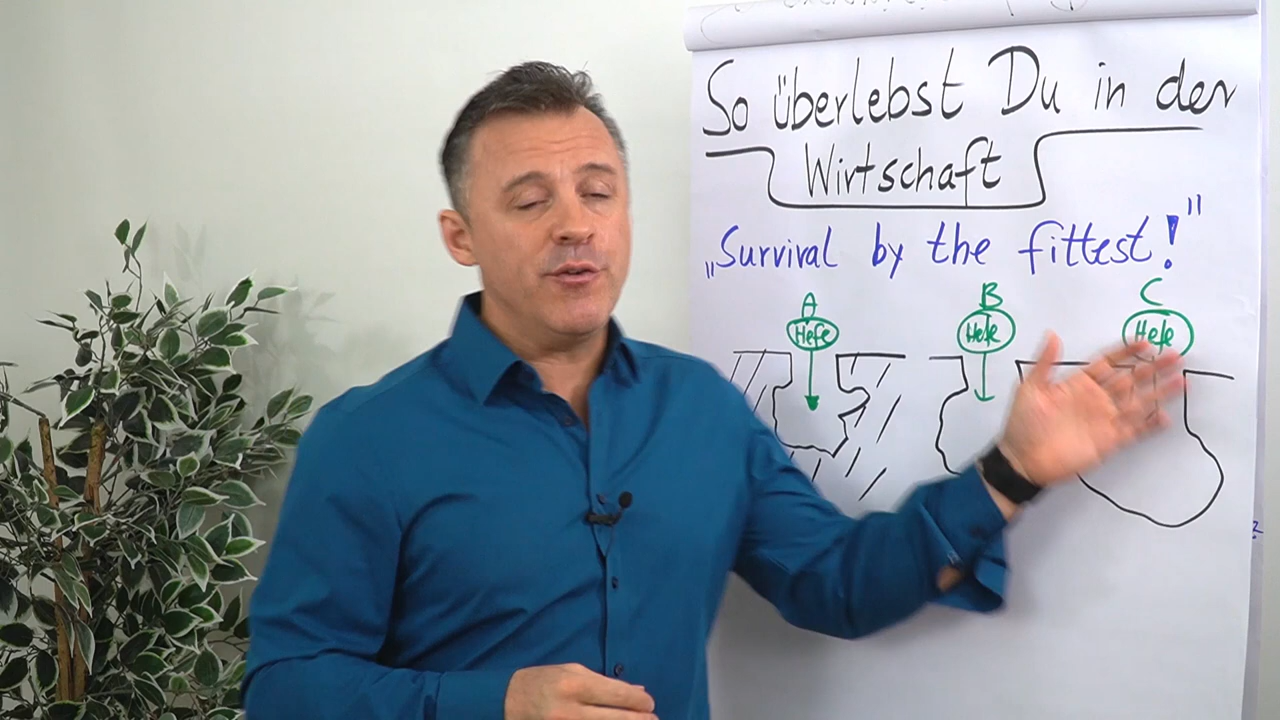 So überlebst Du in der
Wirtschaft
„Survival by the fittest!"
A B C
Hefe Hefe Hefe